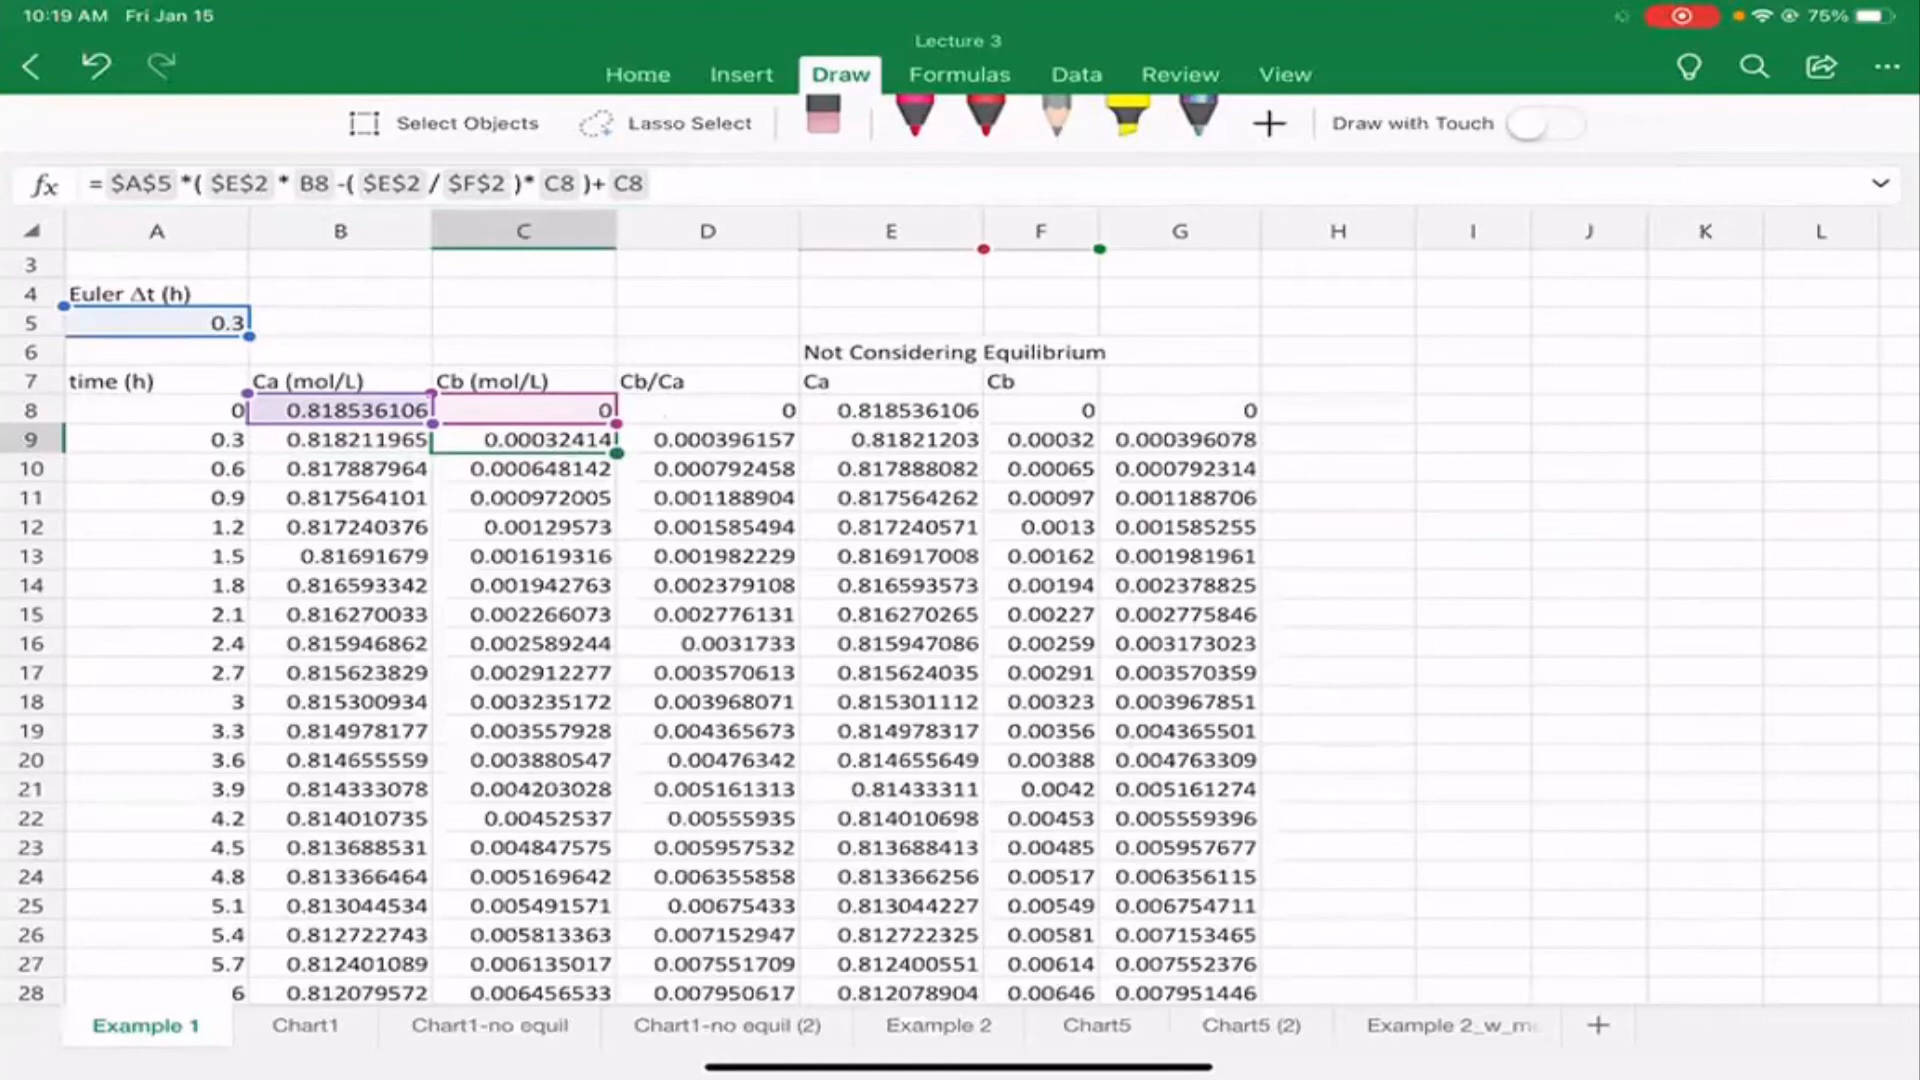 10:19 AM Fri Jan 15
75%
Lecture 3
Home Insert Draw Formulas Data Review View
Select Objects Lasso Select Draw with Touch
fx = $A$5 *( $E$2 * B8 -( $E$2 / $F$2 )* C8 )+ C8
A B C D E F G H I J K L
3
4 Euler Δt (h)
5 0.3
6 Not Considering Equilibrium
7 time (h) Ca (mol/L) Cb (mol/L) Cb/Ca Ca Cb
8 0 0.818536106 0 0 0.818536106 0 0
9 0.3 0.818211965 0.00032414 0.000396157 0.81821203 0.00032 0.000396078
10 0.6 0.817887964 0.000648142 0.000792458 0.817888082 0.00065 0.000792314
11 0.9 0.817564101 0.000972005 0.001188904 0.817564262 0.00097 0.001188706
12 1.2 0.817240376 0.00129573 0.001585494 0.817240571 0.0013 0.001585255
13 1.5 0.81691679 0.001619316 0.001982229 0.816917008 0.00162 0.001981961
14 1.8 0.816593342 0.001942763 0.002379108 0.816593573 0.00194 0.002378825
15 2.1 0.816270033 0.002266073 0.002776131 0.816270265 0.00227 0.002775846
16 2.4 0.815946862 0.002589244 0.0031733 0.815947086 0.00259 0.003173023
17 2.7 0.815623829 0.002912277 0.003570613 0.815624035 0.00291 0.003570359
18 3 0.815300934 0.003235172 0.003968071 0.815301112 0.00323 0.003967851
19 3.3 0.814978177 0.003557928 0.004365673 0.814978317 0.00356 0.004365501
20 3.6 0.814655559 0.003880547 0.00476342 0.814655649 0.00388 0.004763309
21 3.9 0.814333078 0.004203028 0.005161313 0.81433311 0.0042 0.005161274
22 4.2 0.814010735 0.00452537 0.00555935 0.814010698 0.00453 0.005559396
23 4.5 0.813688531 0.004847575 0.005957532 0.813688413 0.00485 0.005957677
24 4.8 0.813366464 0.005169642 0.006355858 0.813366256 0.00517 0.006356115
25 5.1 0.813044534 0.005491571 0.00675433 0.813044227 0.00549 0.006754711
26 5.4 0.812722743 0.005813363 0.007152947 0.812722325 0.00581 0.007153465
27 5.7 0.812401089 0.006135017 0.007551709 0.812400551 0.00614 0.007552376
28 6 0.812079572 0.006456533 0.007950617 0.812078904 0.00646 0.007951446
Example 1 Chart1 Chart1-no equil Chart1-no equil (2) Example 2 Chart5 Chart5 (2) Example 2_w_m